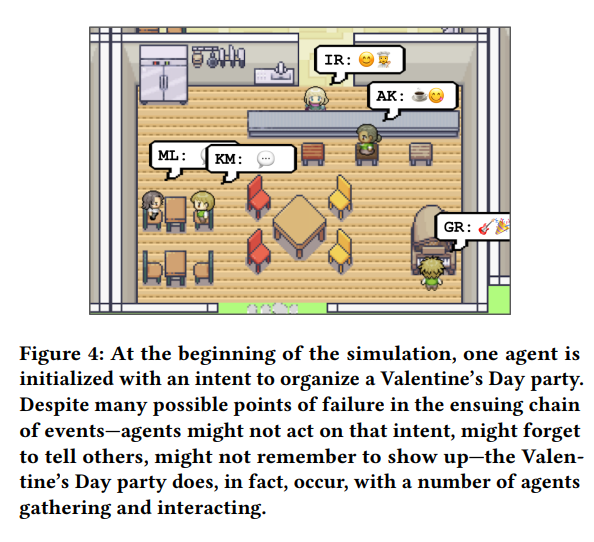 IR: 😊👩‍🍳
AK: ☕😊
ML:
KM: 💬
GR: 🎸🎉
Figure 4: At the beginning of the simulation, one agent is
initialized with an intent to organize a Valentine’s Day party.
Despite many possible points of failure in the ensuing chain
of events—agents might not act on that intent, might forget
to tell others, might not remember to show up—the Valen-
tine’s Day party does, in fact, occur, with a number of agents
gathering and interacting.